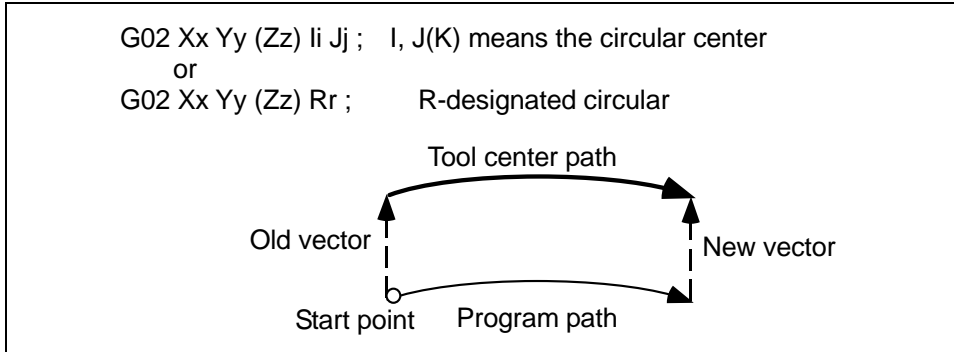 G02 Xx Yy (Zz) Ii Jj ; I, J(K) means the circular center
or
G02 Xx Yy (Zz) Rr ; R-designated circular
Tool center path
Old vector
New vector
Start point
Program path